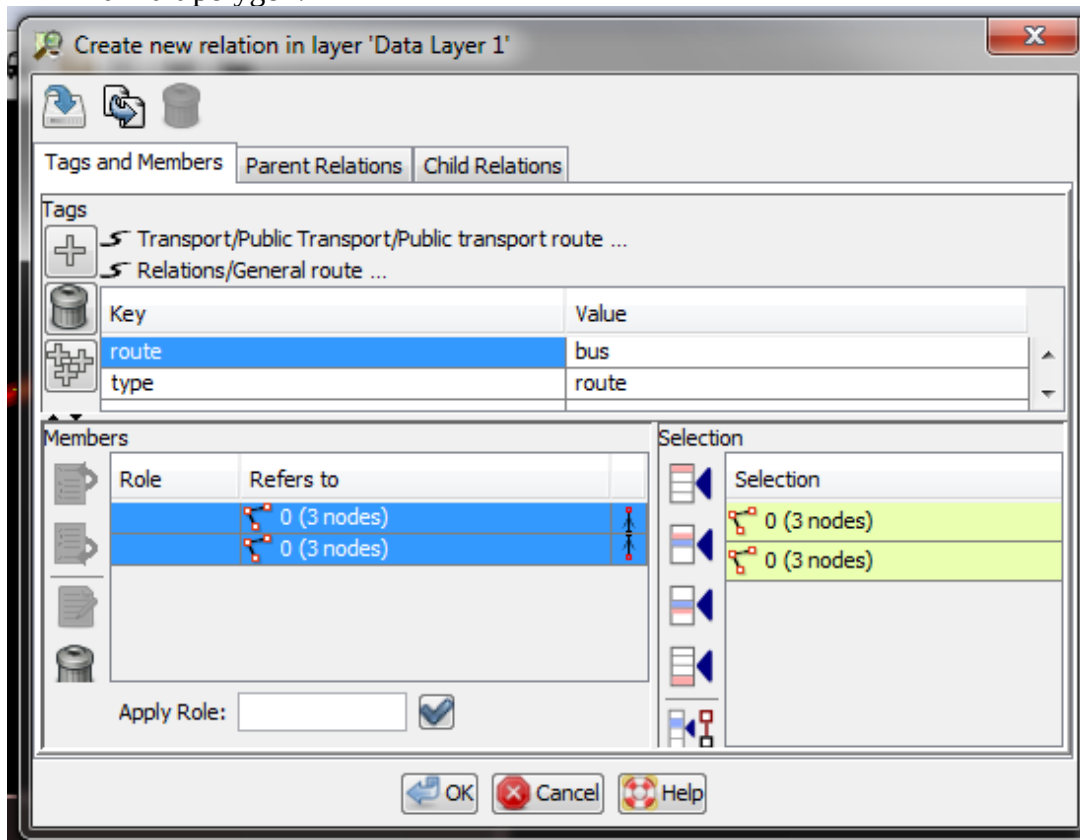 Create new relation in layer 'Data Layer 1'
Tags and Members Parent Relations Child Relations
Tags
Transport/Public Transport/Public transport route ...
Relations/General route ...
Key Value
route bus
type route
Members Selection
Role Refers to Selection
0 (3 nodes) 0 (3 nodes)
0 (3 nodes) 0 (3 nodes)
Apply Role:
OK Cancel Help